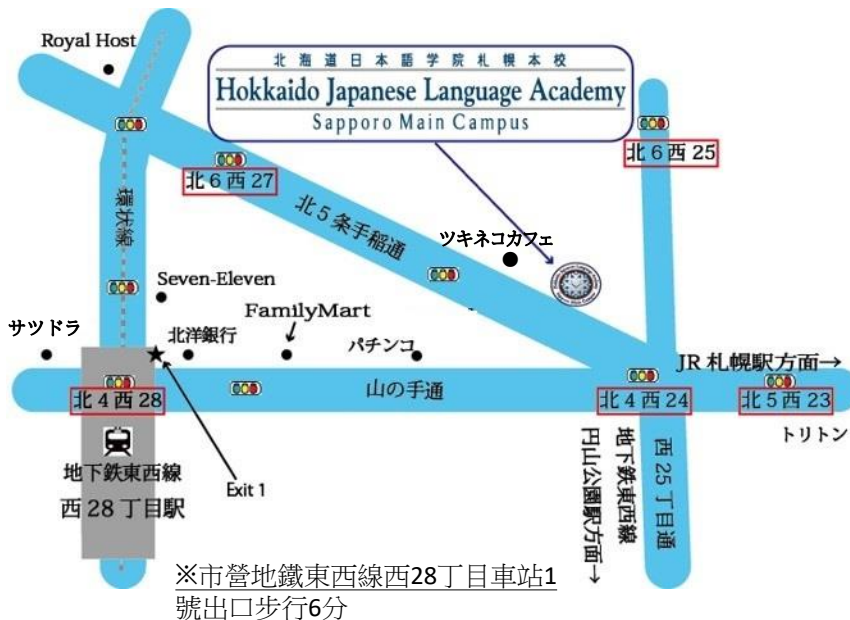 Royal Host
北海道日本語学院札幌本校
Hokkaido Japanese Language Academy
Sapporo Main Campus
北6西25
北6西27
環状線
北5条手稲通
ツキネコカフェ
Seven-Eleven
FamilyMart
サツドラ
北洋銀行
パチンコ
JR札幌駅方面→
北4西28
山の手通
北4西24
北5西23
トリトン
地下鉄東西線
西28丁目駅
Exit 1
円山公園駅方面→
地下鉄東西線
西25丁目通
※市營地鐵東西線西28丁目車站1
號出口步行6分